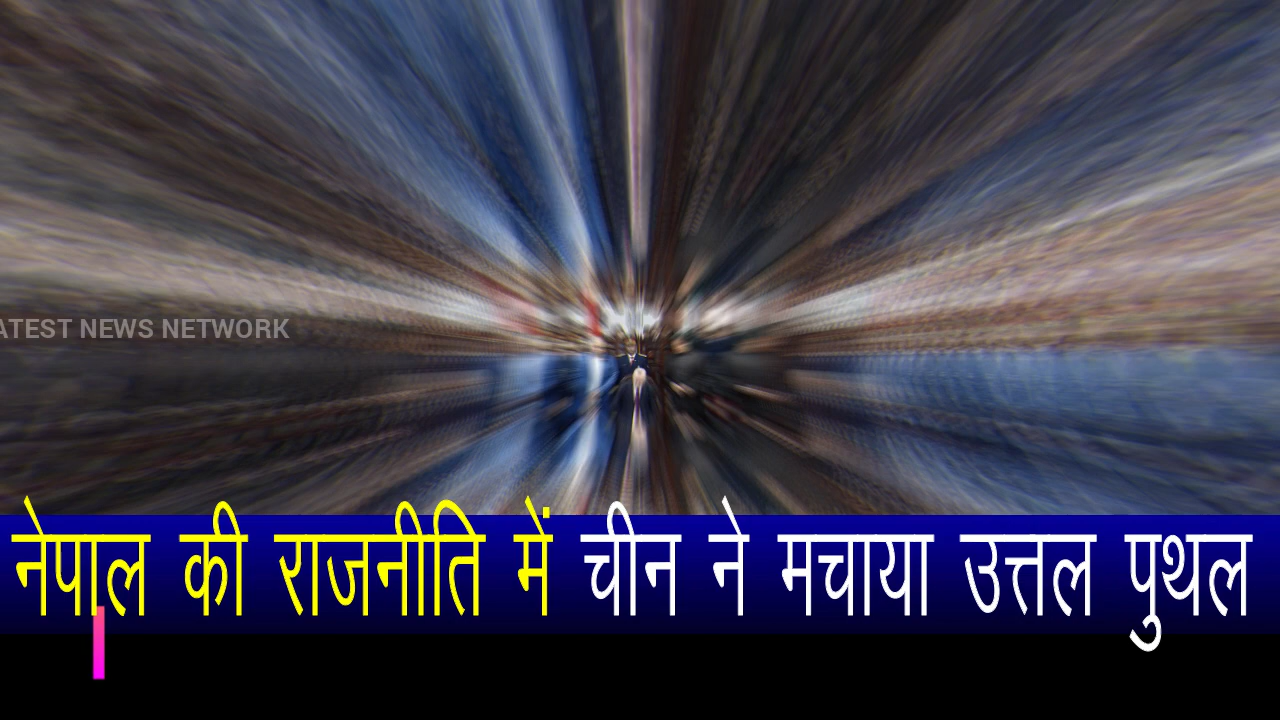 ATEST NEWS NETWORK
नेपाल की राजनीति में चीन ने मचाया उत्तल पुथल